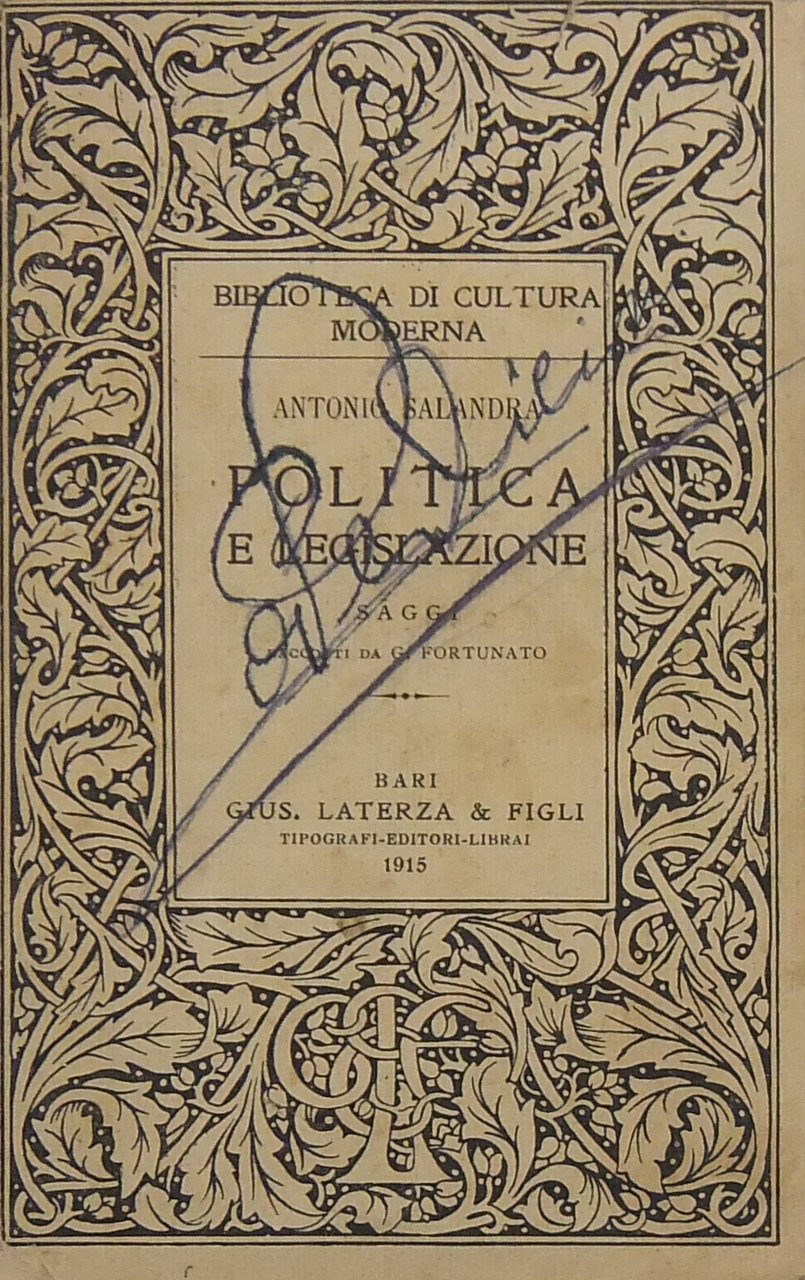 BIBLIOTECA DI CULTURA
MODERNA
ANTONIO SALANDRA
POLITICA
E LEGISLAZIONE
SAGGI
RACCOLTI DA G. FORTUNATO
BARI
GIUS. LATERZA & FIGLI
TIPOGRAFI-EDITORI-LIBRAI
1915